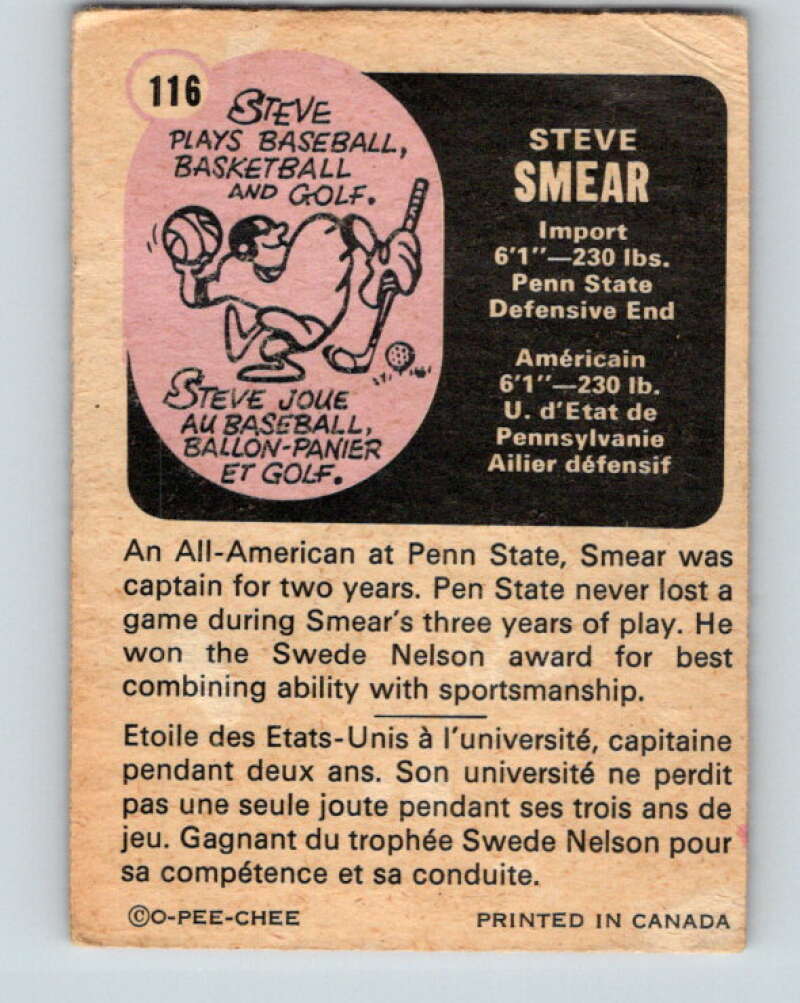 116
STEVE
PLAYS BASEBALL,
BASKETBALL
AND GOLF.
STEVE JOUE
AU BASEBALL,
BALLON-PANIER
ET GOLF.
STEVE
SMEAR
Import
6'1"—230 lbs.
Penn State
Defensive End
Américain
6'1"—230 lb.
U. d'Etat de
Pennsylvanie
Ailier défensif
An All-American at Penn State, Smear was
captain for two years. Pen State never lost a
game during Smear's three years of play. He
won the Swede Nelson award for best
combining ability with sportsmanship.
Etoile des Etats-Unis à l'université, capitaine
pendant deux ans. Son université ne perdit
pas une seule joute pendant ses trois ans de
jeu. Gagnant du trophée Swede Nelson pour
sa compétence et sa conduite.
©O-PEE-CHEE PRINTED IN CANADA